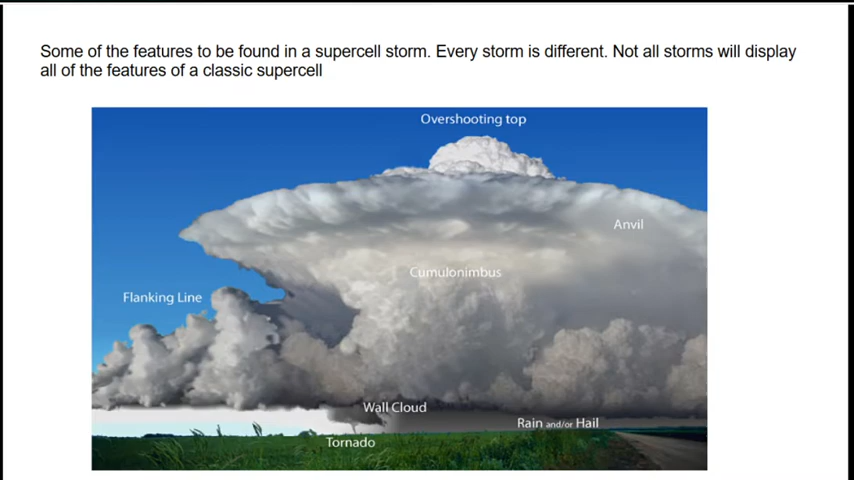 Some of the features to be found in a supercell storm. Every storm is different. Not all storms will display
all of the features of a classic supercell
Overshooting top
Anvil
Cumulonimbus
Flanking Line
Wall Cloud
Rain and/or Hail
Tornado